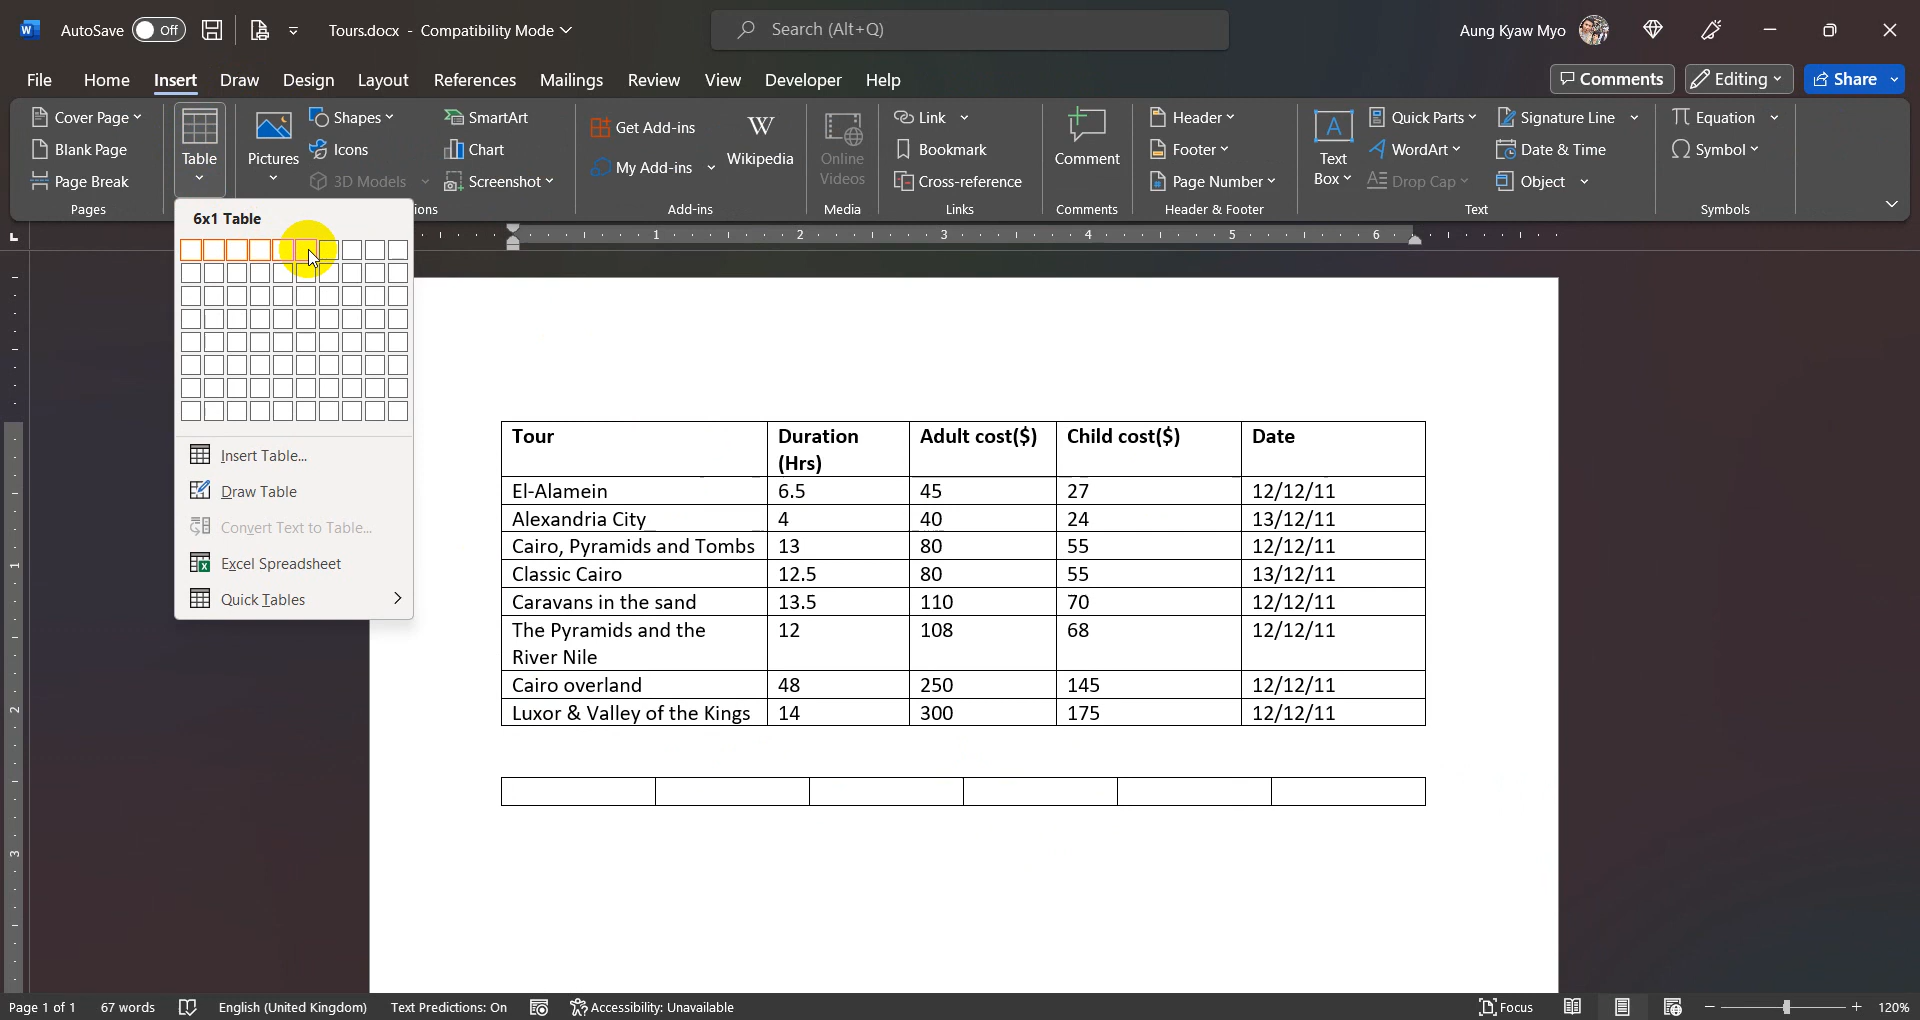 AutoSave Off Tours.docx - Compatibility Mode Search (Alt+Q) Aung Kyaw Myo
File Home Insert Draw Design Layout References Mailings Review View Developer Help Comments Editing Share
Cover Page
Blank Page
Page Break
Pages
Table
Pictures
Shapes
Icons
3D Models
SmartArt
Chart
Screenshot
ions
Get Add-ins
My Add-ins
W
Wikipedia
Add-ins
Online
Videos
Media
Link
Bookmark
Cross-reference
Links
Comment
Comments
Header
Footer
Page Number
Header & Footer
A
Text
Box
Quick Parts
WordArt
Drop Cap
Signature Line
Date & Time
Object
Text
Equation
Symbol
Symbols
6x1 Table
Insert Table...
Draw Table
Convert Text to Table...
Excel Spreadsheet
Quick Tables
1 2 3 4 5 6
1
2
3
Tour Duration Adult cost($) Child cost($) Date
(Hrs)
El-Alamein 6.5 45 27 12/12/11
Alexandria City 4 40 24 13/12/11
Cairo, Pyramids and Tombs 13 80 55 12/12/11
Classic Cairo 12.5 80 55 13/12/11
Caravans in the sand 13.5 110 70 12/12/11
The Pyramids and the 12 108 68 12/12/11
River Nile
Cairo overland 48 250 145 12/12/11
Luxor & Valley of the Kings 14 300 175 12/12/11
Page 1 of 1 67 words English (United Kingdom) Text Predictions: On Accessibility: Unavailable Focus 120%